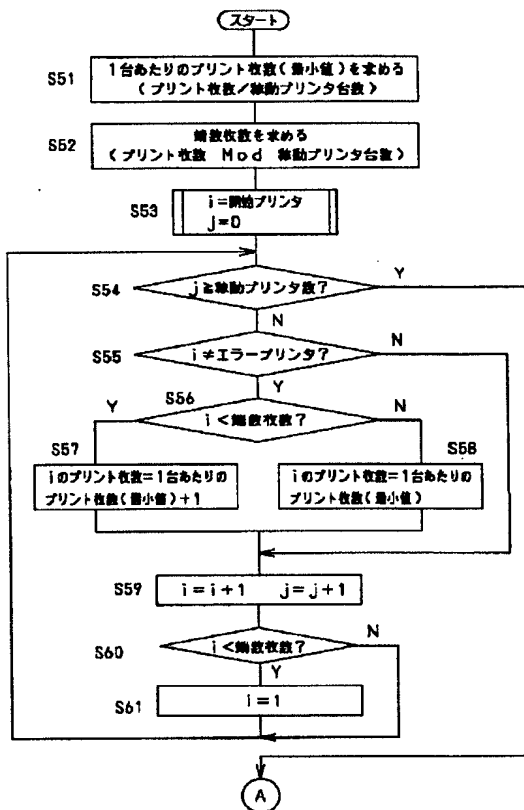 スタート
S51
1台あたりのプリント枚数(最小値)を求める
(プリント枚数/稼動プリンタ台数)
S52
端数枚数を求める
(プリント枚数 Mod 稼動プリンタ台数)
S53
i=開始プリンタ
j=0
S54
j≧稼動プリンタ数?
Y
N
S55
i≠エラープリンタ?
N
Y
S56
i<端数枚数?
Y
N
S57
iのプリント枚数=1台あたりの
プリント枚数(最小値)+1
S58
iのプリント枚数=1台あたりの
プリント枚数(最小値)
S59
i=i+1 j=j+1
S60
i<端数枚数?
N
Y
S61
i=1
A